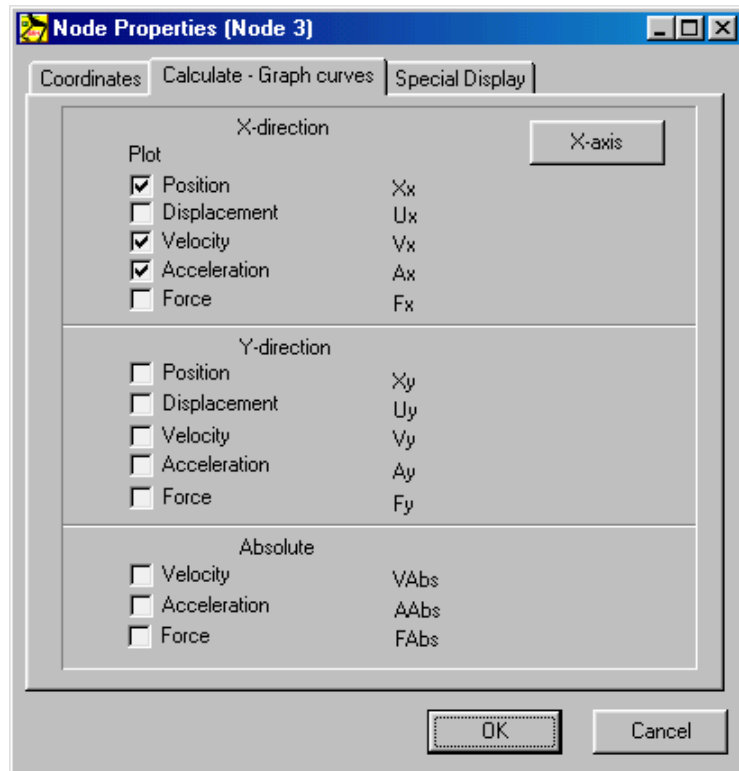 Node Properties (Node 3)
Coordinates Calculate - Graph curves Special Display
X-direction
X-axis
Plot
Position Xx
Displacement Ux
Velocity Vx
Acceleration Ax
Force Fx
Y-direction
Position Xy
Displacement Uy
Velocity Vy
Acceleration Ay
Force Fy
Absolute
Velocity VAbs
Acceleration AAbs
Force FAbs
OK Cancel